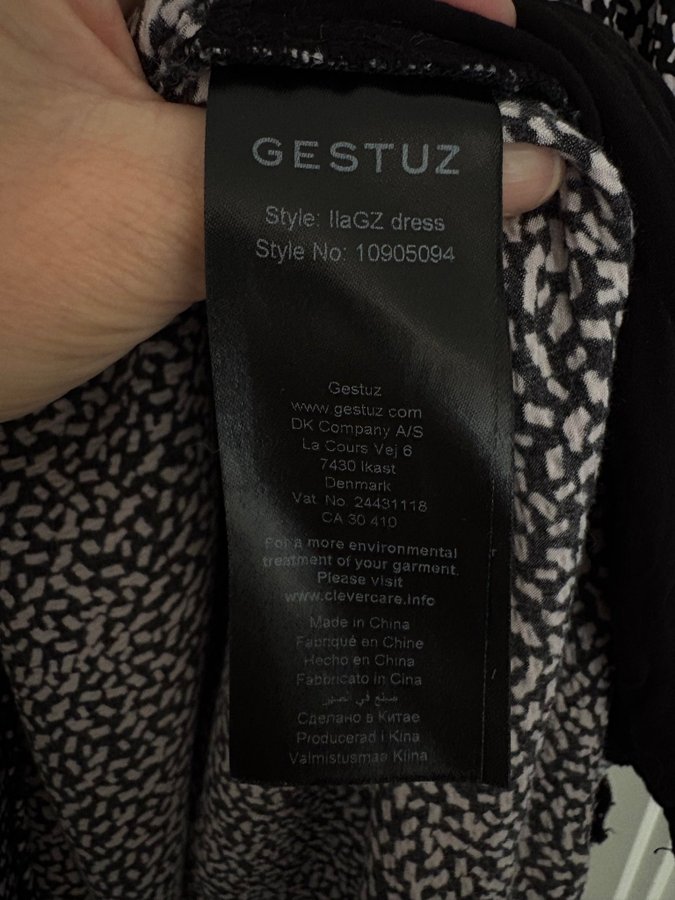 GESTUZ
Style: IlaGZ dress
Style No: 10905094
Gestuz
www.gestuz.com
DK Company A/S
La Cours Vej 6
7430 Ikast
Denmark
Vat. No. 24431118
CA 30 410
For a more environmental
treatment of your garment.
Please visit
www.clevercare.info
Made in China
Fabriqué en Chine
Hecho en China
Fabbricato in Cina
صنع في الصين
Сделано в Китае
Producerad i Kina
Valmistusmaa Kiina